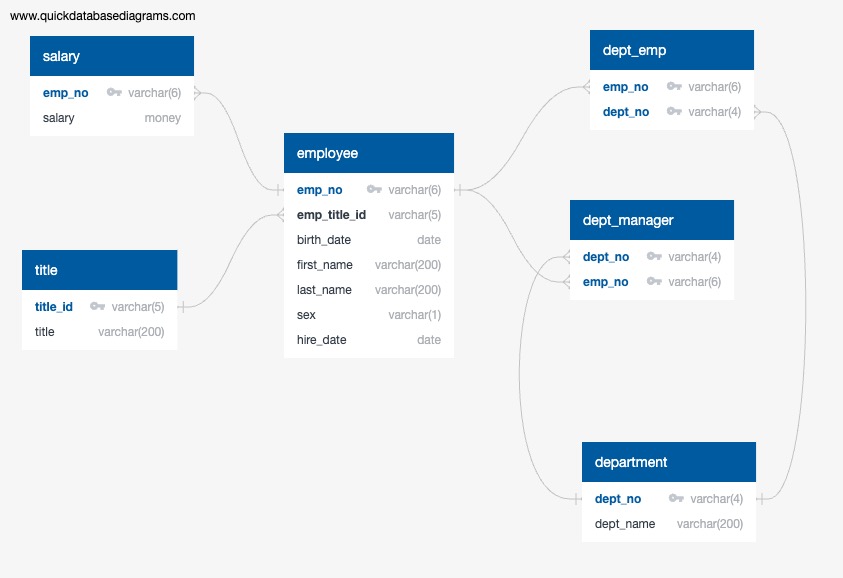 www.quickdatabasediagrams.com
salary
emp_no varchar(6)
salary money
title
title_id varchar(5)
title varchar(200)
employee
emp_no varchar(6)
emp_title_id varchar(5)
birth_date date
first_name varchar(200)
last_name varchar(200)
sex varchar(1)
hire_date date
dept_emp
emp_no varchar(6)
dept_no varchar(4)
dept_manager
dept_no varchar(4)
emp_no varchar(6)
department
dept_no varchar(4)
dept_name varchar(200)